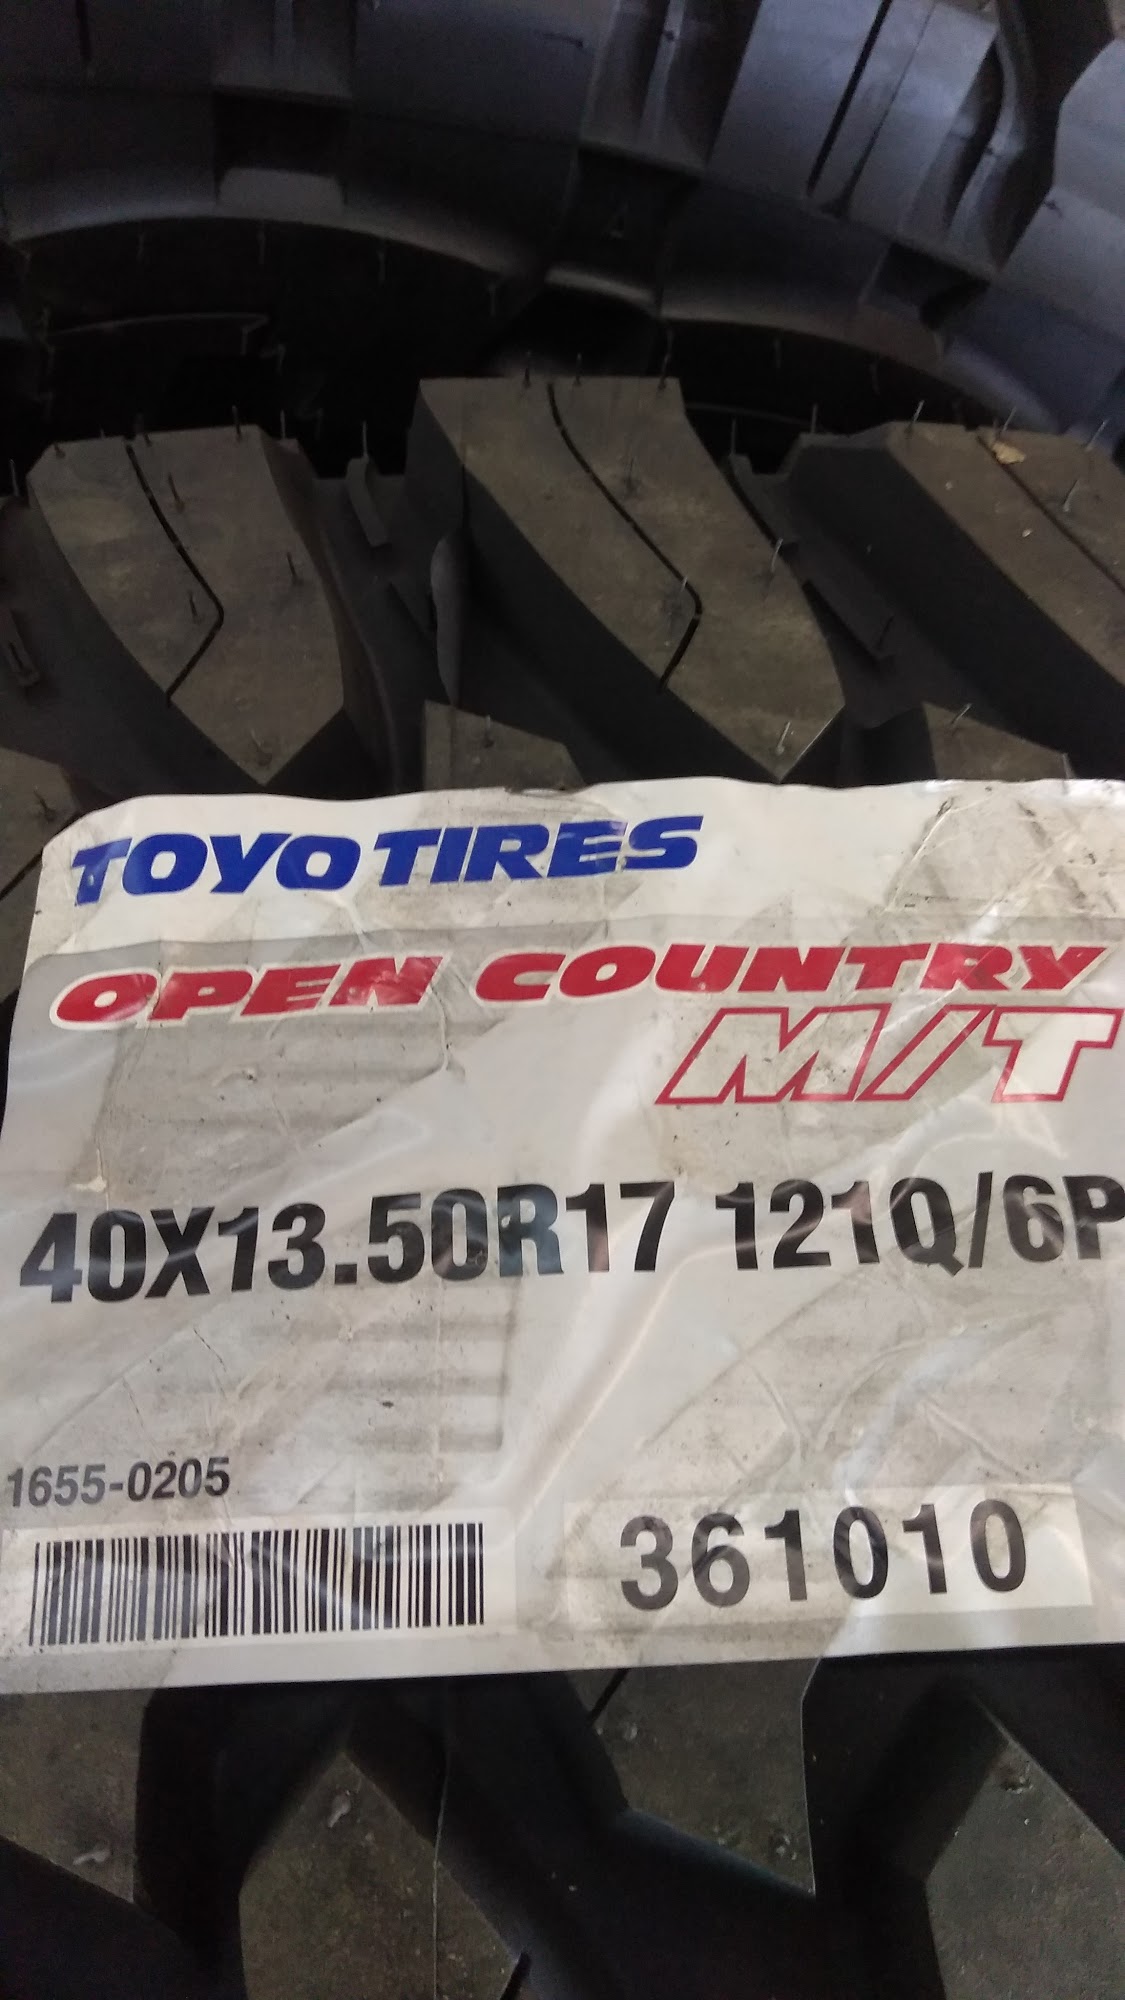 TOYO TIRES
OPEN COUNTRY
M/T
40X13.50R17 121Q/6P
1655-0205
361010